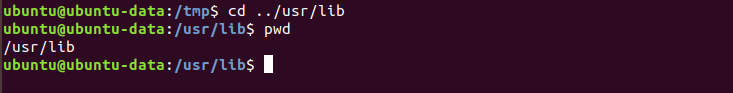 ubuntu@ubuntu-data:/tmp$ cd ../usr/lib
ubuntu@ubuntu-data:/usr/lib$ pwd
/usr/lib
ubuntu@ubuntu-data:/usr/lib$